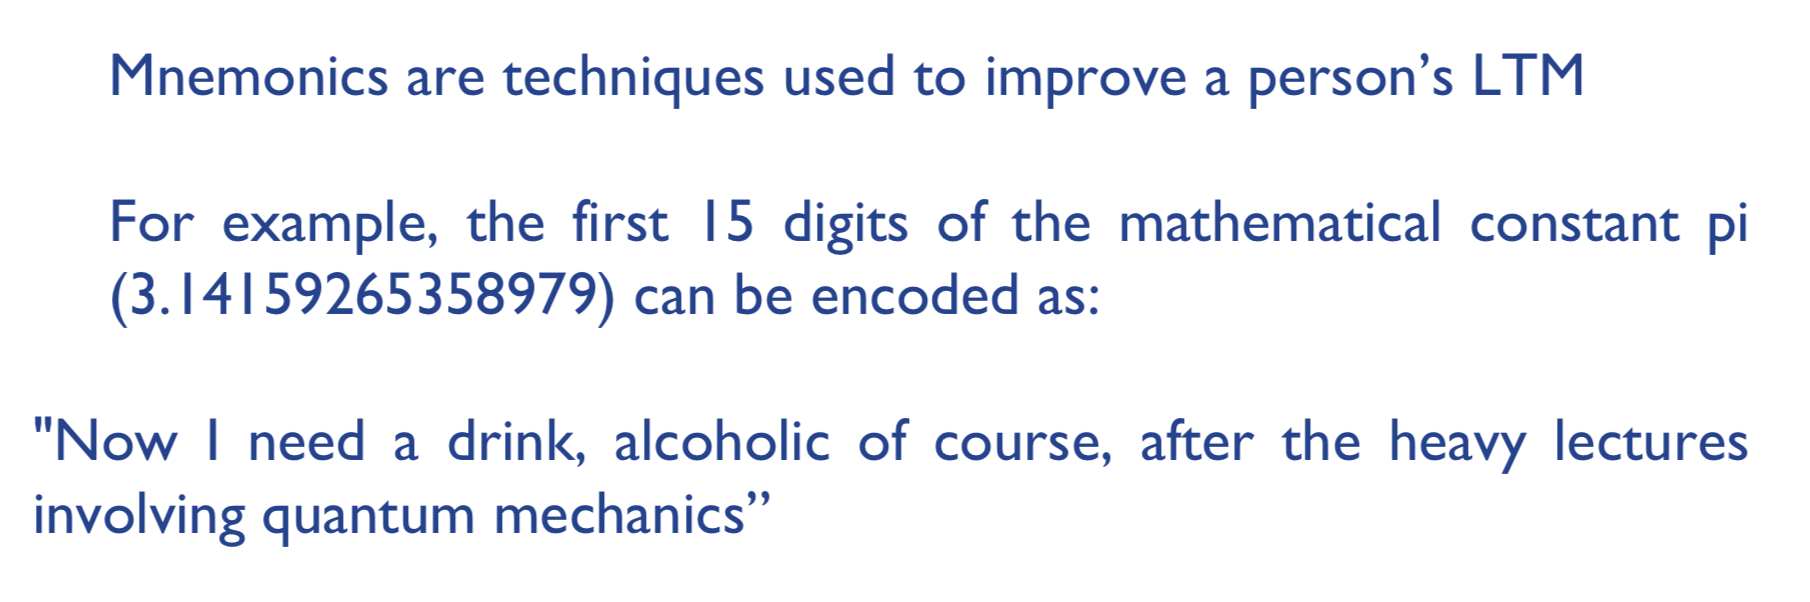 Mnemonics are techniques used to improve a person’s LTM
For example, the first 15 digits of the mathematical constant pi
(3.14159265358979) can be encoded as:
"Now I need a drink, alcoholic of course, after the heavy lectures
involving quantum mechanics”